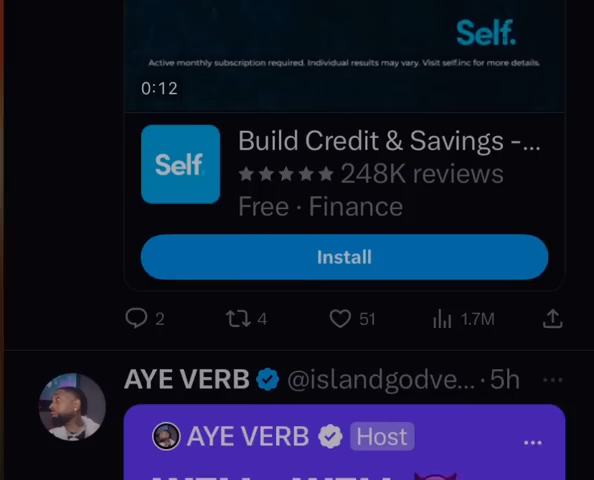 Self.
Active monthly subscription required. Individual results may vary. Visit self.inc for more details.
0:12
Self.
Build Credit & Savings -...
248K reviews
Free · Finance
Install
2
4
51
1.7M
AYE VERB @islandgodve... · 5h
AYE VERB Host